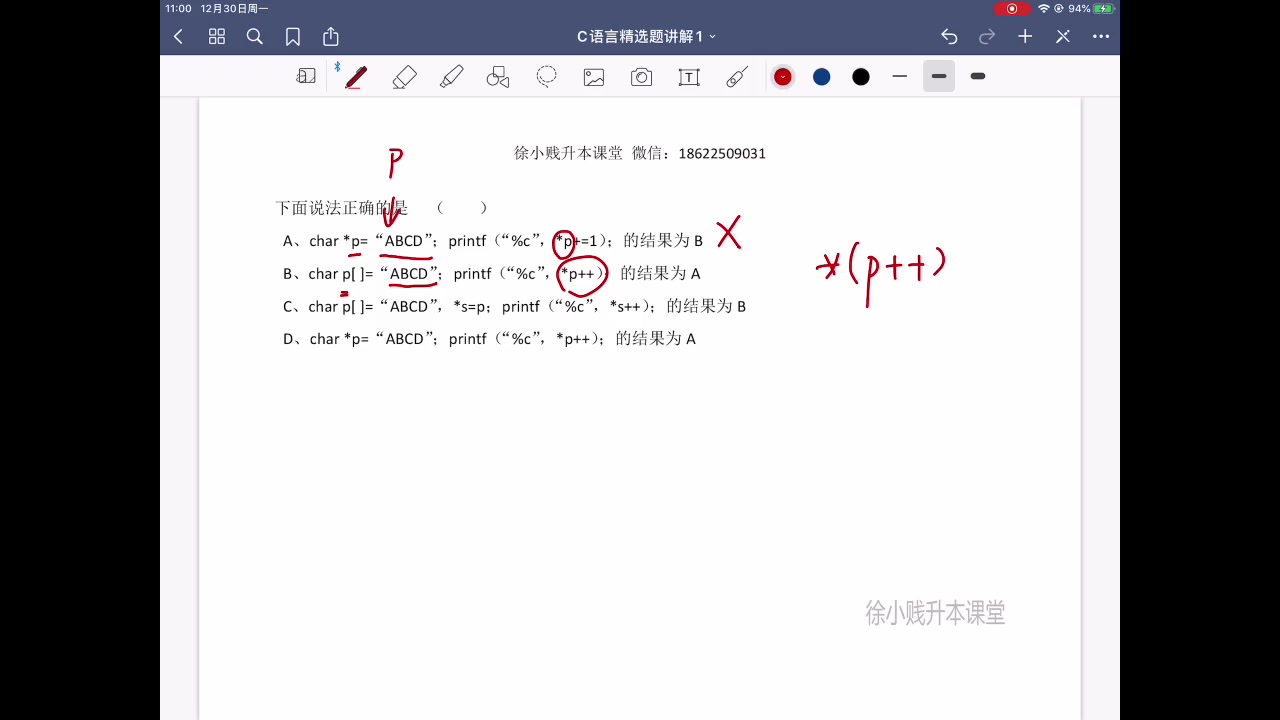 11:00 12月30日周一 94%
C语言精选题讲解1
T
P
徐小贱升本课堂 微信：18622509031
下面说法正确的是 （ ）
A、char *p= “ABCD”；printf（“%c”，*p+=1）；的结果为 B X
B、char p[ ]= “ABCD”；printf（“%c”，*p++）；的结果为 A *(p++)
C、char p[ ]= “ABCD”，*s=p；printf（“%c”，*s++）；的结果为 B
D、char *p= “ABCD”；printf（“%c”，*p++）；的结果为 A
徐小贱升本课堂